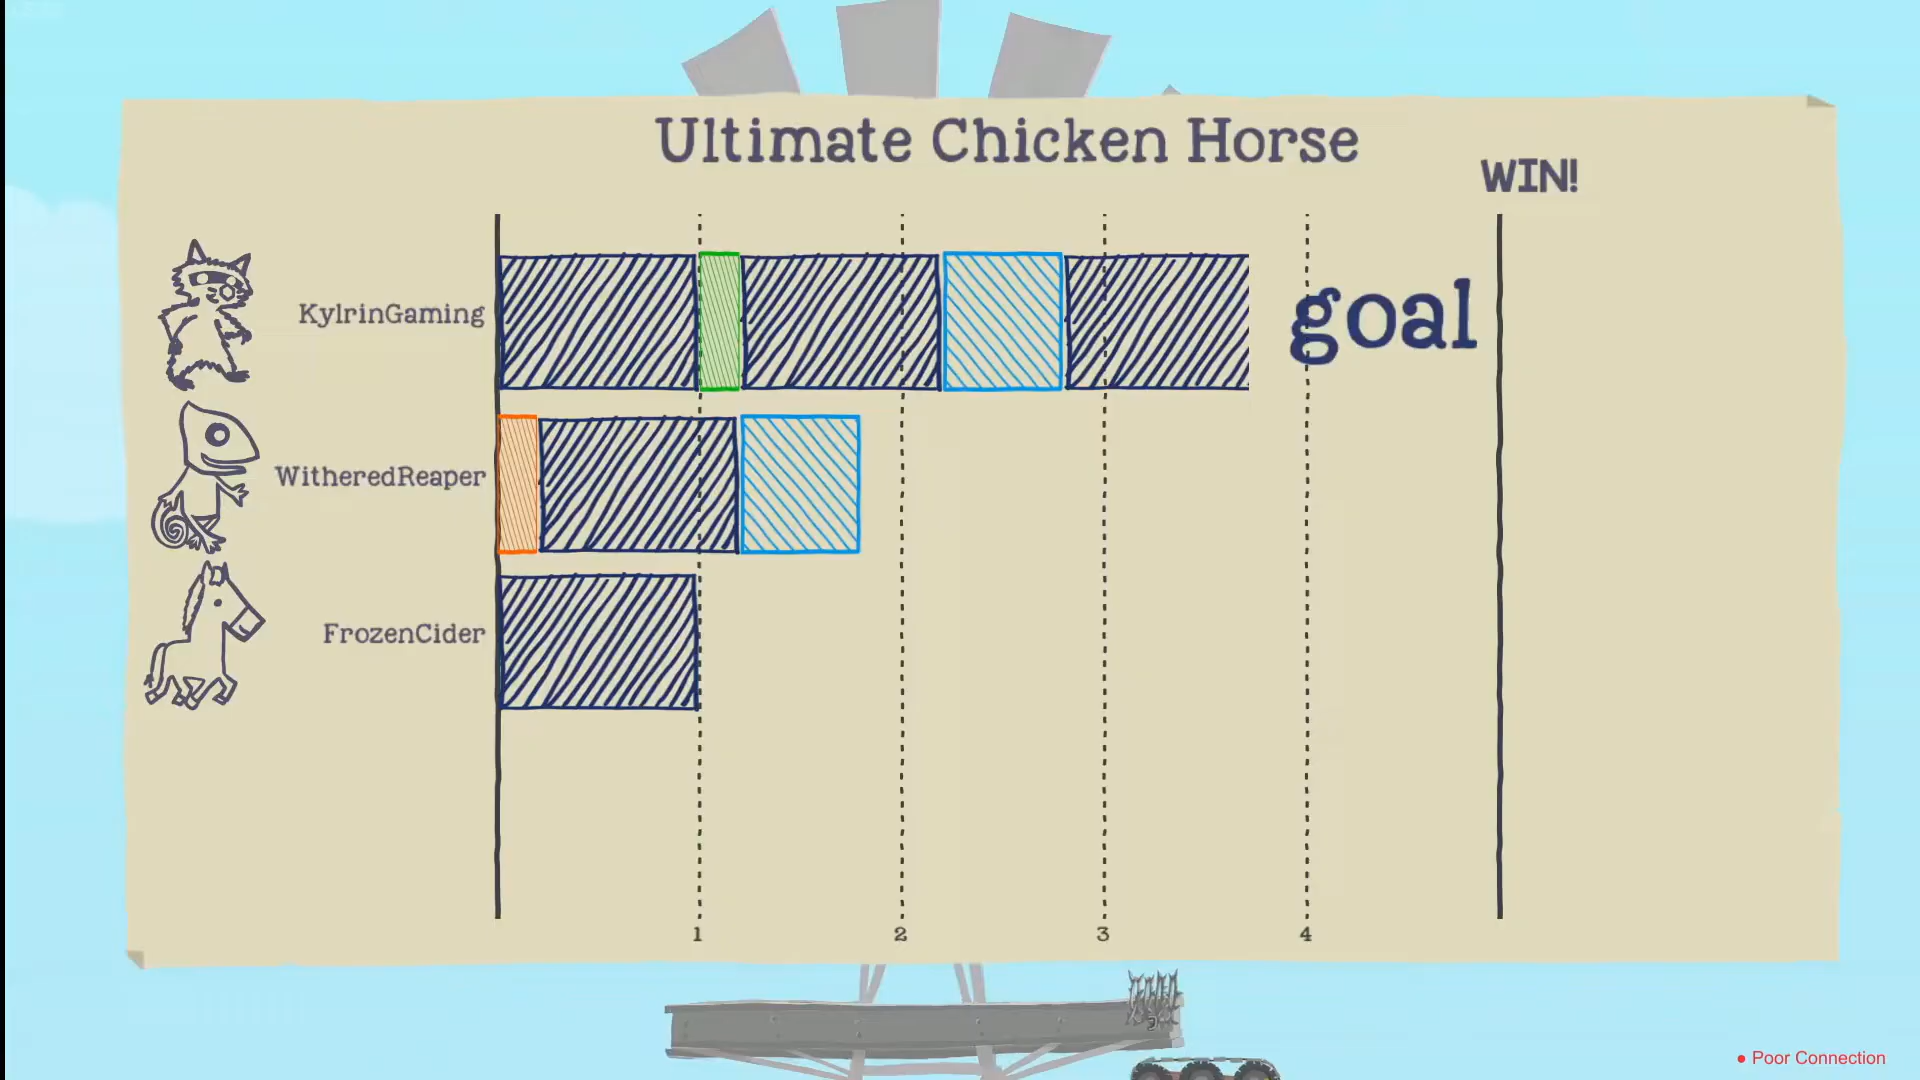 Ultimate Chicken Horse
WIN!
KylrinGaming
goal
WitheredReaper
FrozenCider
1 2 3 4
Poor Connection